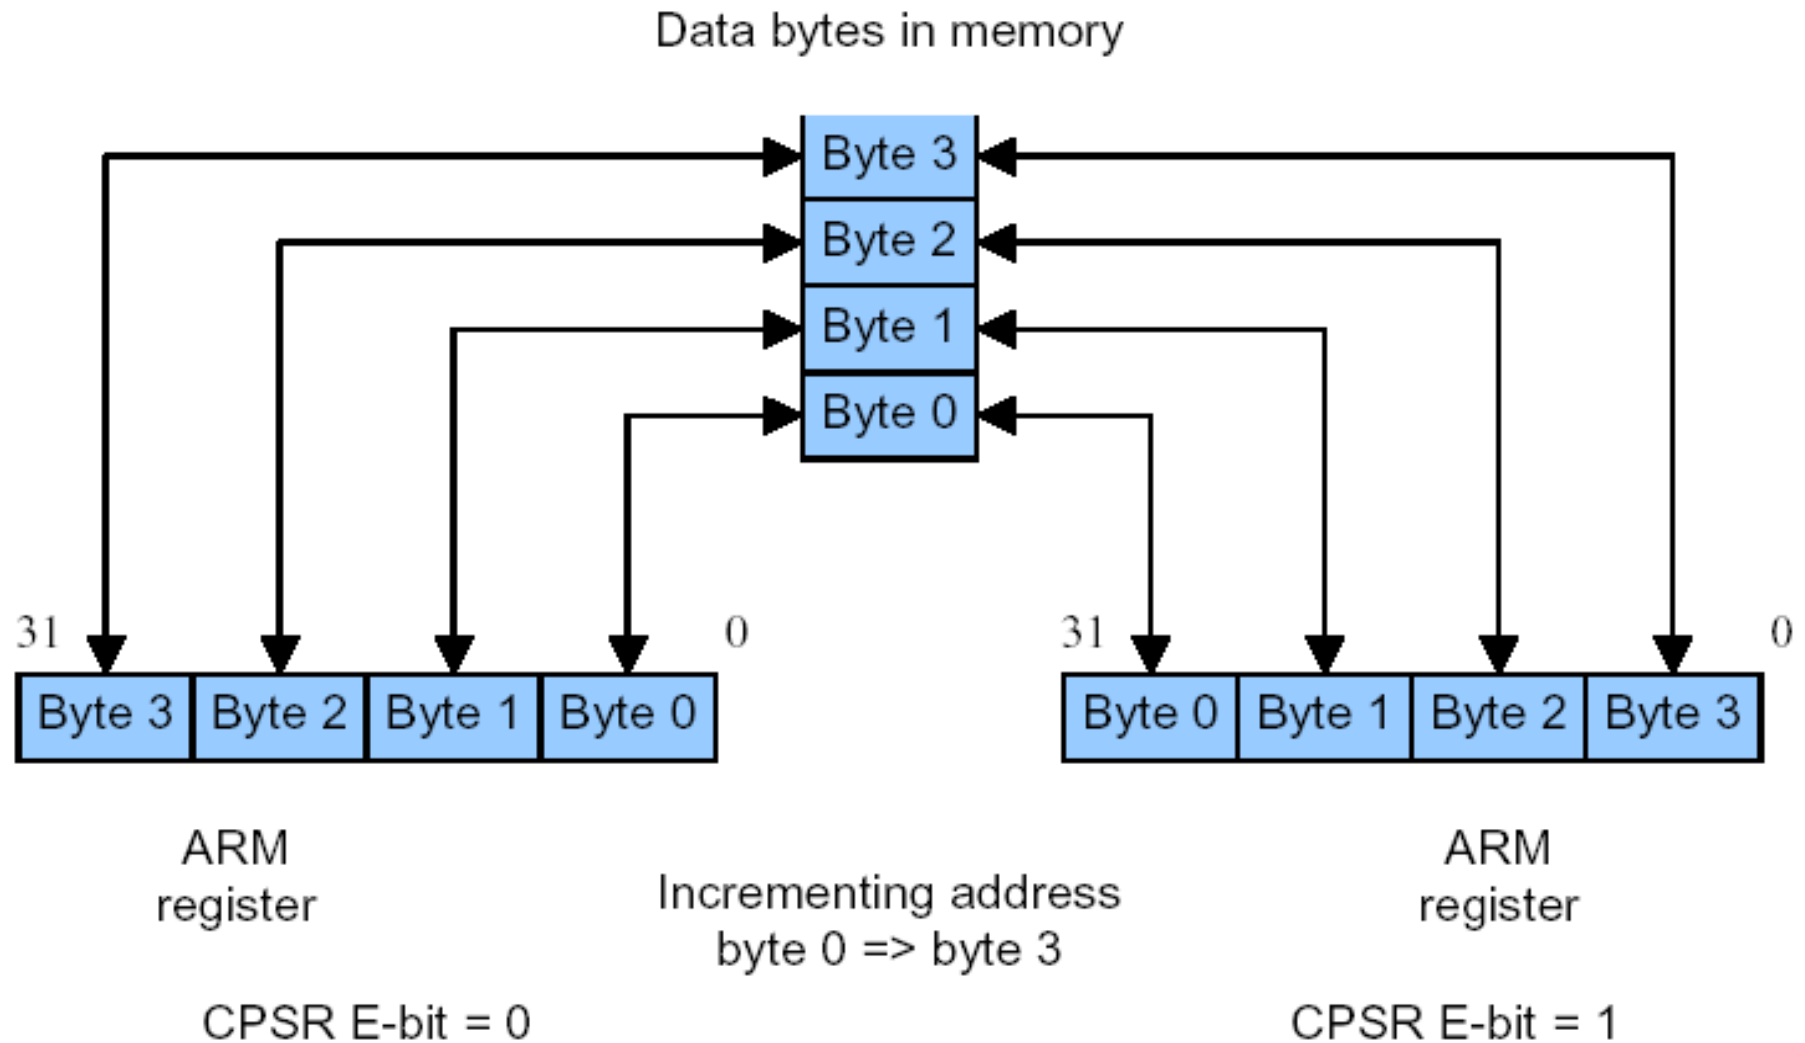 Data bytes in memory
Byte 3
Byte 2
Byte 1
Byte 0
31
0
31
0
Byte 3
Byte 2
Byte 1
Byte 0
Byte 0
Byte 1
Byte 2
Byte 3
ARM
register
Incrementing address
byte 0 => byte 3
ARM
register
CPSR E-bit = 0
CPSR E-bit = 1